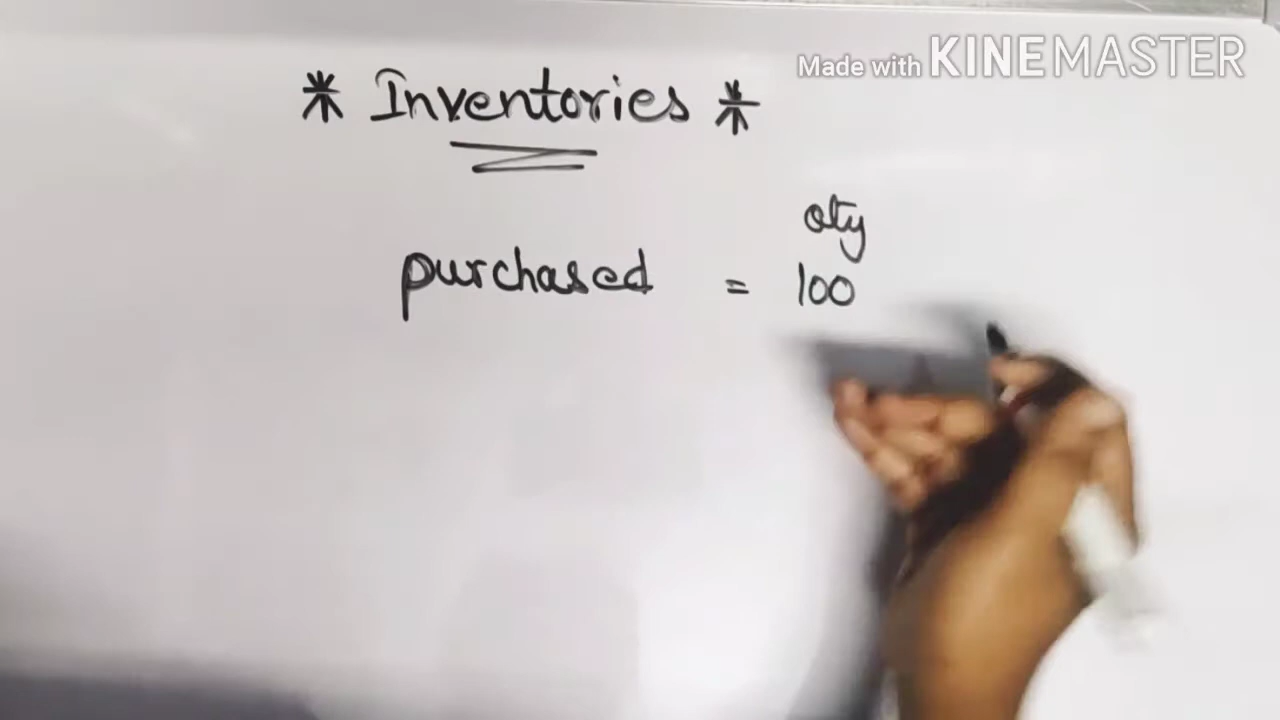 Made with KINEMASTER
* Inventories *
qty
purchased = 100